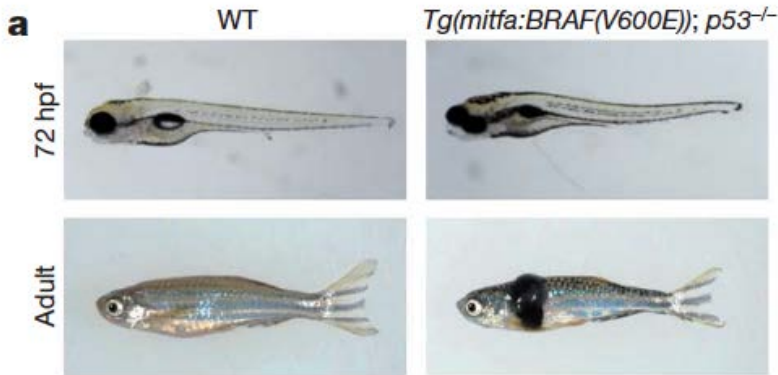 a
WT
Tg(mitfa:BRAF(V600E)); p53–/–
72 hpf
Adult